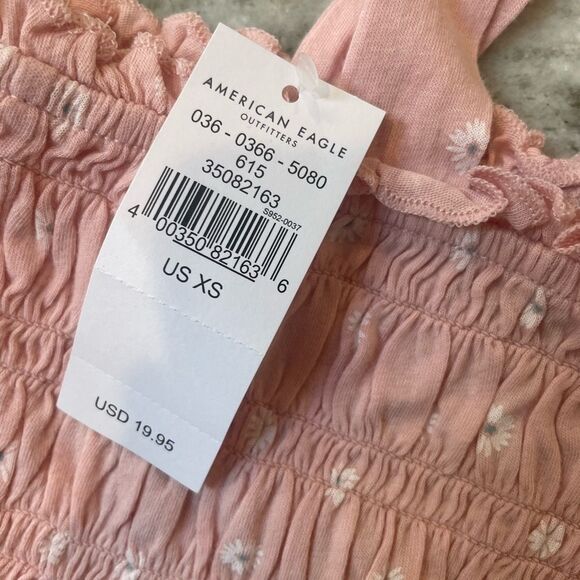 AMERICAN EAGLE
OUTFITTERS
036 - 0366 - 5080
615
35082163
S952-0037
4 00350 82163 6
US XS
USD 19.95